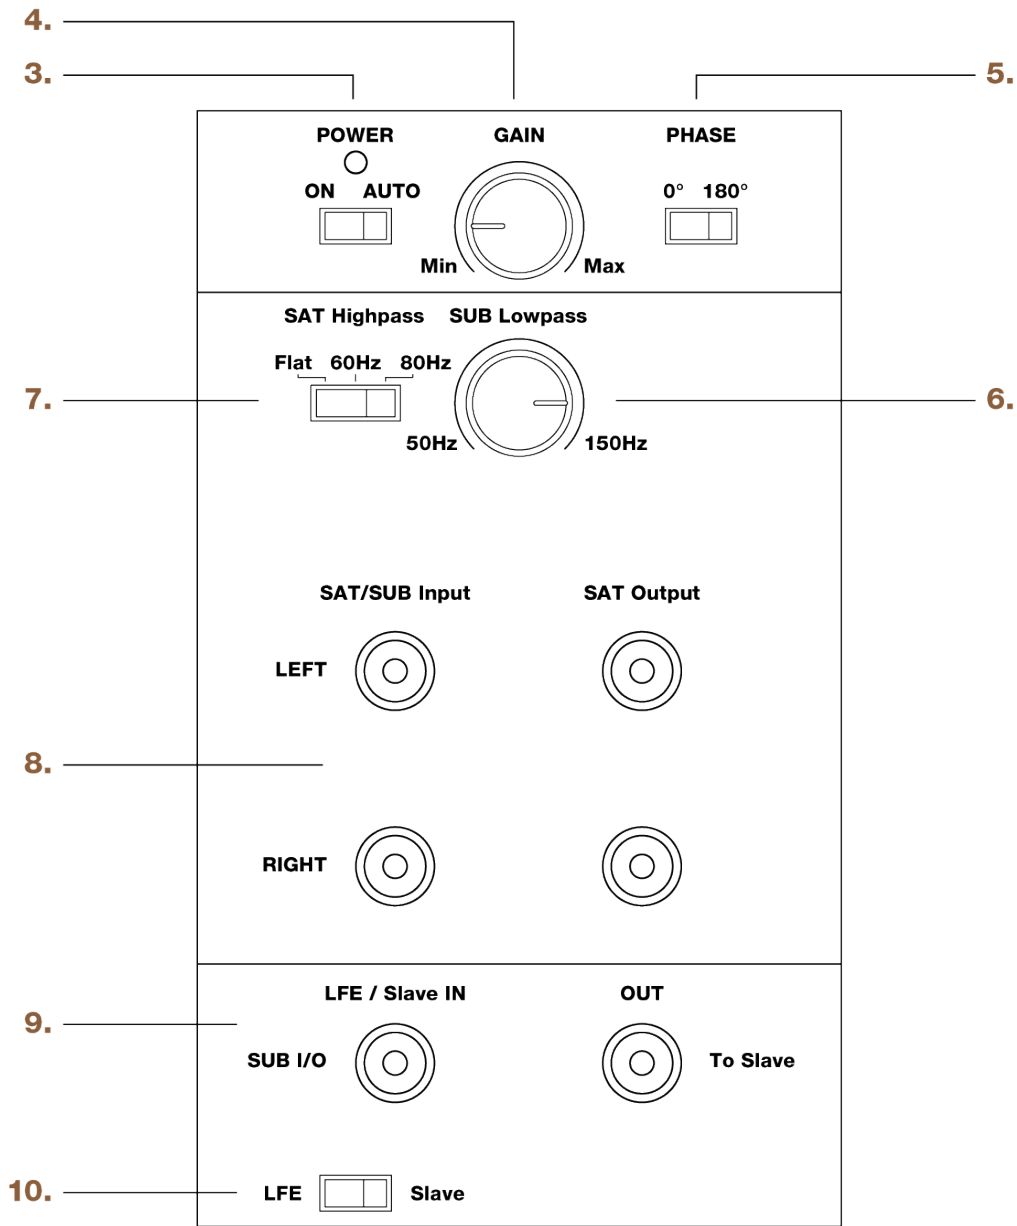 4.
3.
5.
POWER GAIN PHASE
ON AUTO
0° 180°
Min Max
SAT Highpass SUB Lowpass
Flat 60Hz 80Hz
7.
6.
50Hz 150Hz
SAT/SUB Input SAT Output
LEFT
8.
RIGHT
LFE / Slave IN OUT
9.
SUB I/O To Slave
10.
LFE Slave